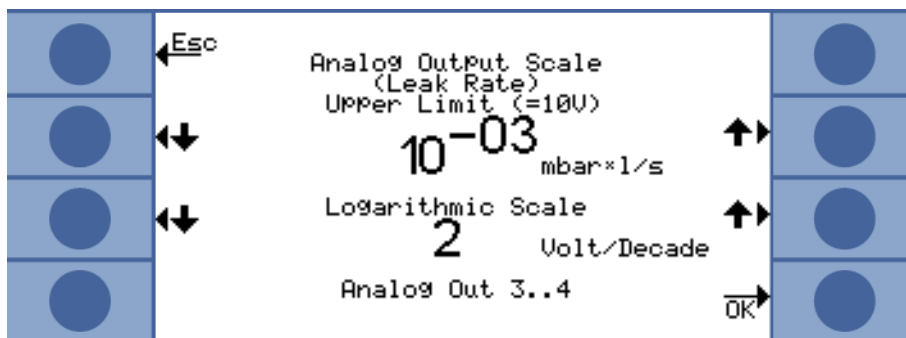 Esc
Analog Output Scale
(Leak Rate)
Upper Limit (=10V)
10⁻⁰³ mbar×l/s
Logarithmic Scale
2 Volt/Decade
Analog Out 3..4
OK